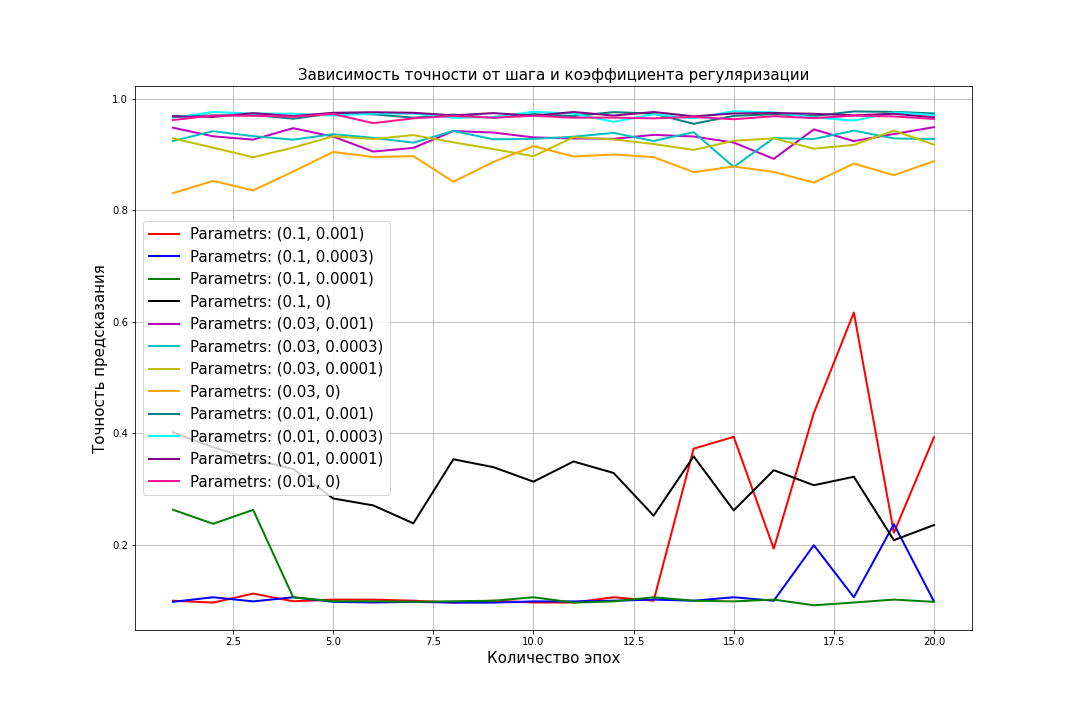 Зависимость точности от шага и коэффициента регуляризации
Точность предсказания
1.0
0.8
0.6
0.4
0.2
Parametrs: (0.1, 0.001)
Parametrs: (0.1, 0.0003)
Parametrs: (0.1, 0.0001)
Parametrs: (0.1, 0)
Parametrs: (0.03, 0.001)
Parametrs: (0.03, 0.0003)
Parametrs: (0.03, 0.0001)
Parametrs: (0.03, 0)
Parametrs: (0.01, 0.001)
Parametrs: (0.01, 0.0003)
Parametrs: (0.01, 0.0001)
Parametrs: (0.01, 0)
2.5 5.0 7.5 10.0 12.5 15.0 17.5 20.0
Количество эпох